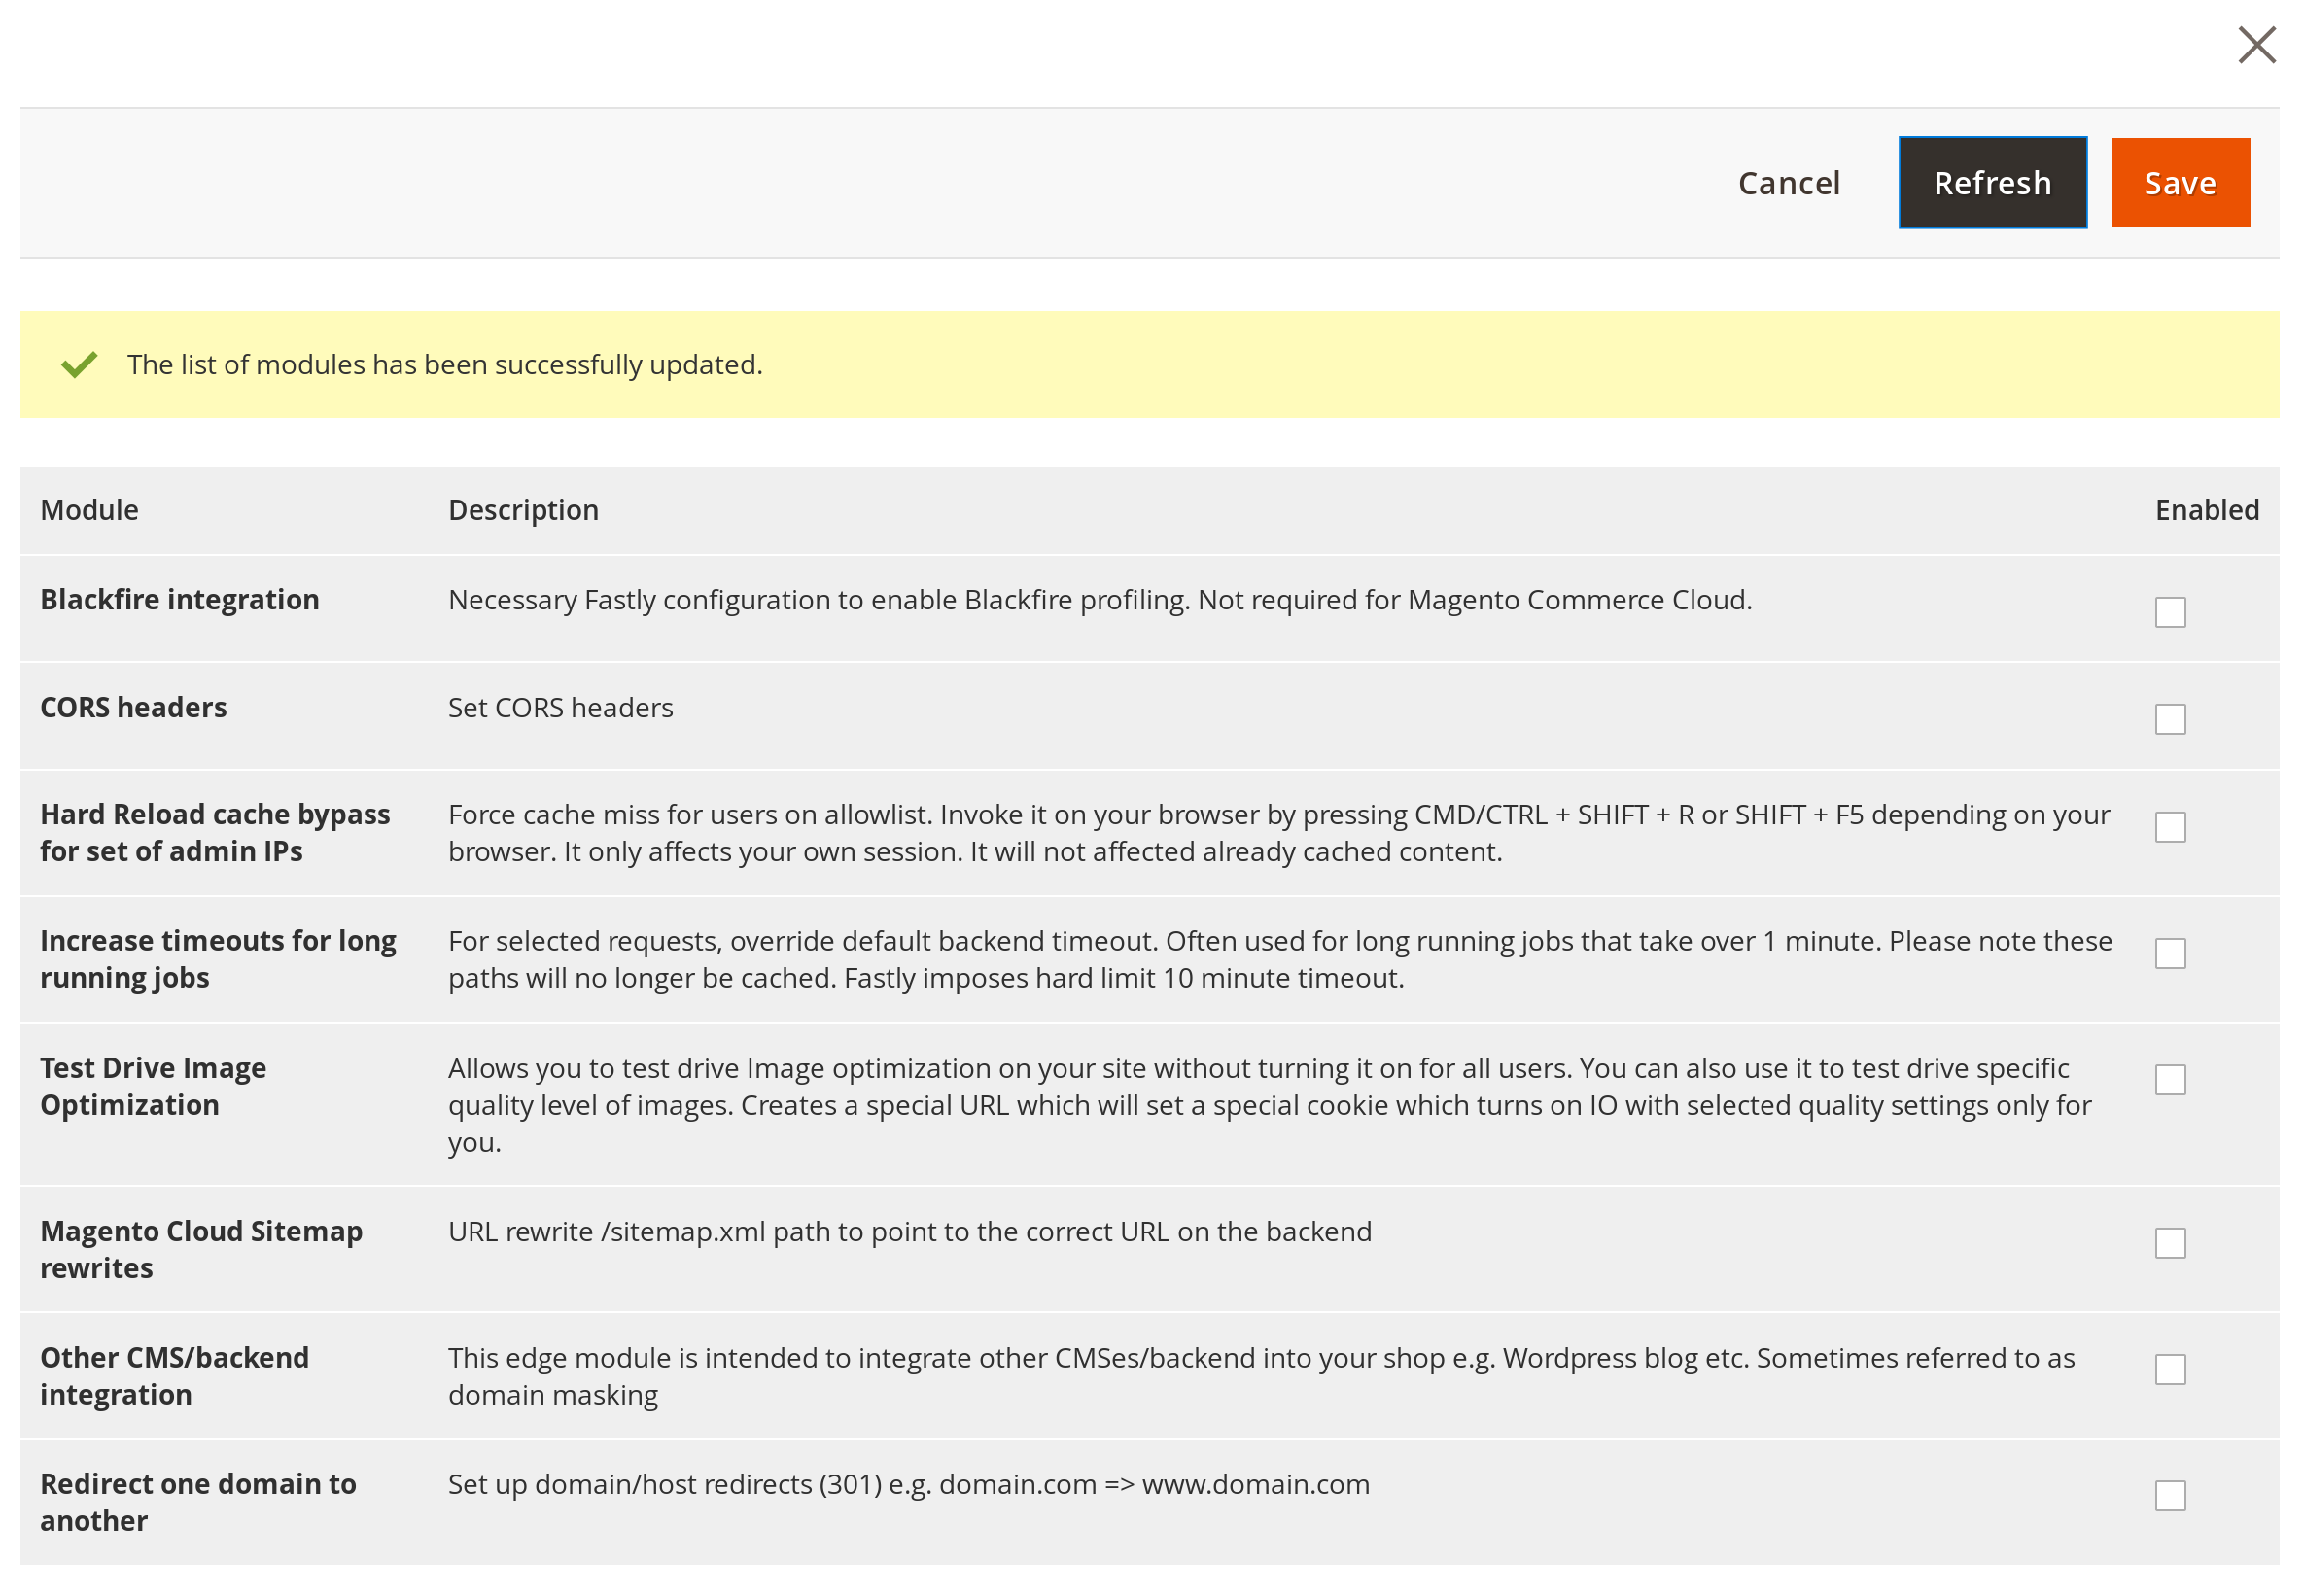 Cancel Refresh Save
The list of modules has been successfully updated.
Module Description Enabled
Blackfire integration Necessary Fastly configuration to enable Blackfire profiling. Not required for Magento Commerce Cloud.
CORS headers Set CORS headers
Hard Reload cache bypass Force cache miss for users on allowlist. Invoke it on your browser by pressing CMD/CTRL + SHIFT + R or SHIFT + F5 depending on your
for set of admin IPs browser. It only affects your own session. It will not affected already cached content.
Increase timeouts for long For selected requests, override default backend timeout. Often used for long running jobs that take over 1 minute. Please note these
running jobs paths will no longer be cached. Fastly imposes hard limit 10 minute timeout.
Test Drive Image Allows you to test drive Image optimization on your site without turning it on for all users. You can also use it to test drive specific
Optimization quality level of images. Creates a special URL which will set a special cookie which turns on IO with selected quality settings only for
you.
Magento Cloud Sitemap URL rewrite /sitemap.xml path to point to the correct URL on the backend
rewrites
Other CMS/backend This edge module is intended to integrate other CMSes/backend into your shop e.g. Wordpress blog etc. Sometimes referred to as
integration domain masking
Redirect one domain to Set up domain/host redirects (301) e.g. domain.com => www.domain.com
another